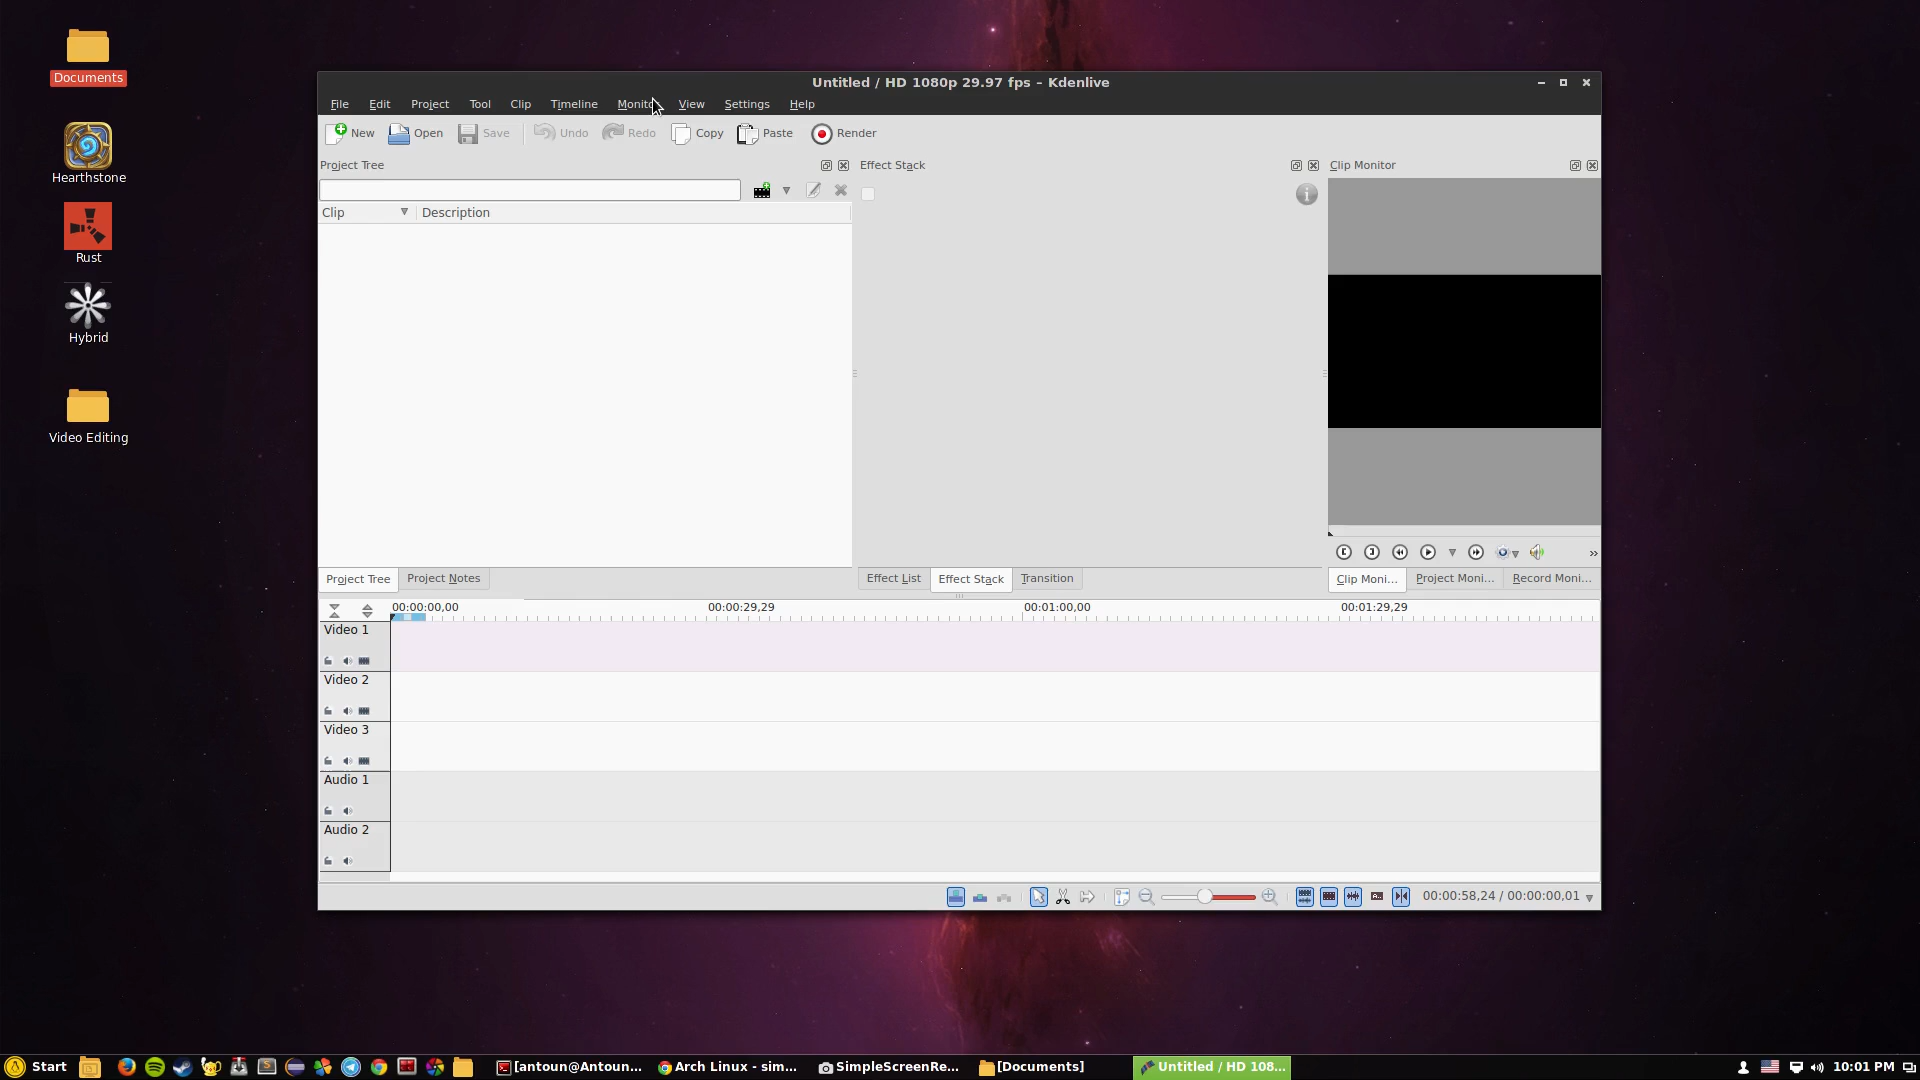 Documents
Hearthstone
Rust
Hybrid
Video Editing
Untitled / HD 1080p 29.97 fps – Kdenlive
File Edit Project Tool Clip Timeline Monitor View Settings Help
New Open Save Undo Redo Copy Paste Render
Project Tree
Effect Stack
Clip Monitor
Clip Description
Project Tree Project Notes
Effect List Effect Stack Transition
Clip Moni... Project Moni... Record Moni...
00:00:00,00 00:00:29,29 00:01:00,00 00:01:29,29
Video 1
Video 2
Video 3
Audio 1
Audio 2
00:00:58,24 / 00:00:00,01
Start [antoun@Antoun... Arch Linux - sim... SimpleScreenRe... [Documents] Untitled / HD 108... 10:01 PM